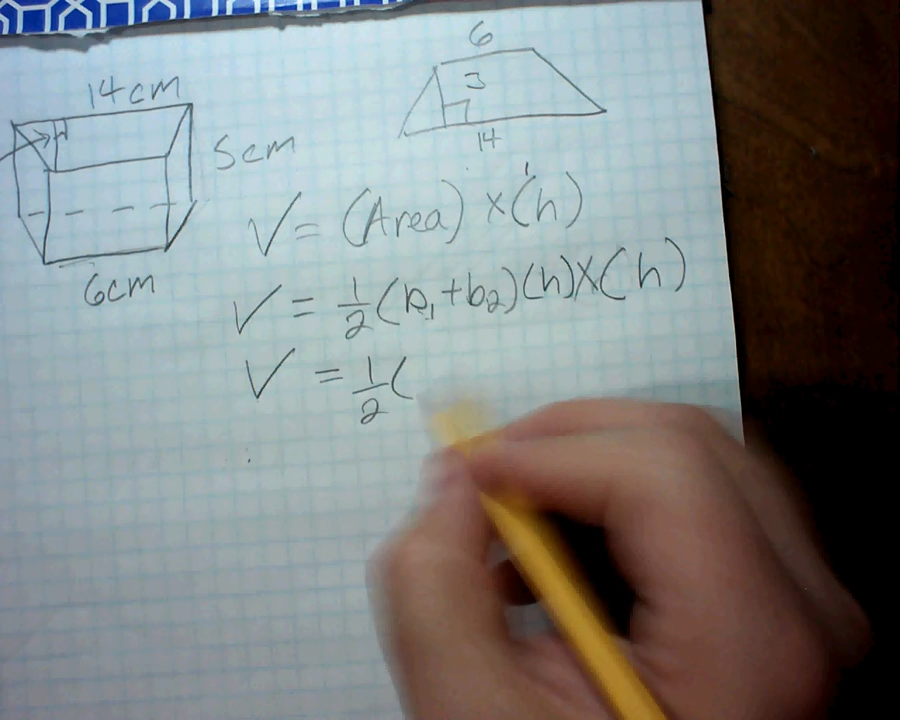 14cm
5cm
6cm
6
3
14
V = (Area) x (h)
V = 1/2 (b₁+b₂)(h)x(h)
V = 1/2 (